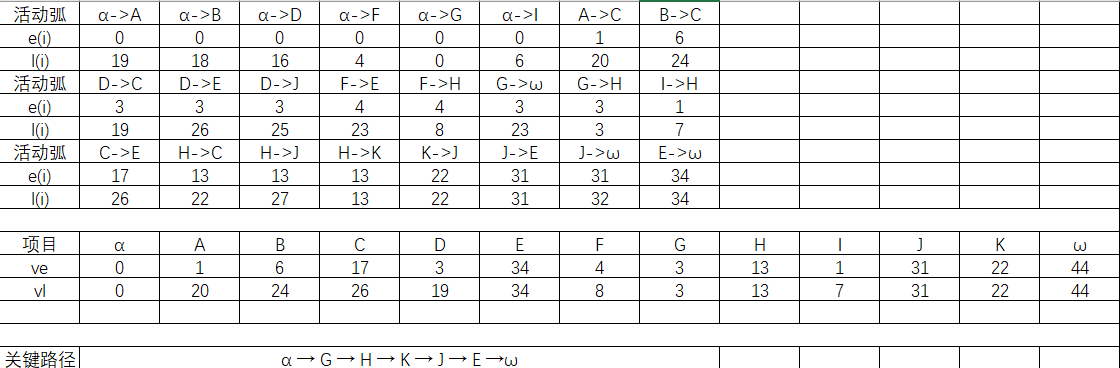 活动弧 α->A α->B α->D α->F α->G α->I A->C B->C
e(i) 0 0 0 0 0 0 1 6
l(i) 19 18 16 4 0 6 20 24
活动弧 D->C D->E D->J F->E F->H G->ω G->H I->H
e(i) 3 3 3 4 4 3 3 1
l(i) 19 26 25 23 8 23 3 7
活动弧 C->E H->C H->J H->K K->J J->E J->ω E->ω
e(i) 17 13 13 13 22 31 31 34
l(i) 26 22 27 13 22 31 32 34
项目 α A B C D E F G H I J K ω
ve 0 1 6 17 3 34 4 3 13 1 31 22 44
vl 0 20 24 26 19 34 8 3 13 7 31 22 44
关键路径 α→G→H→K→J→E→ω